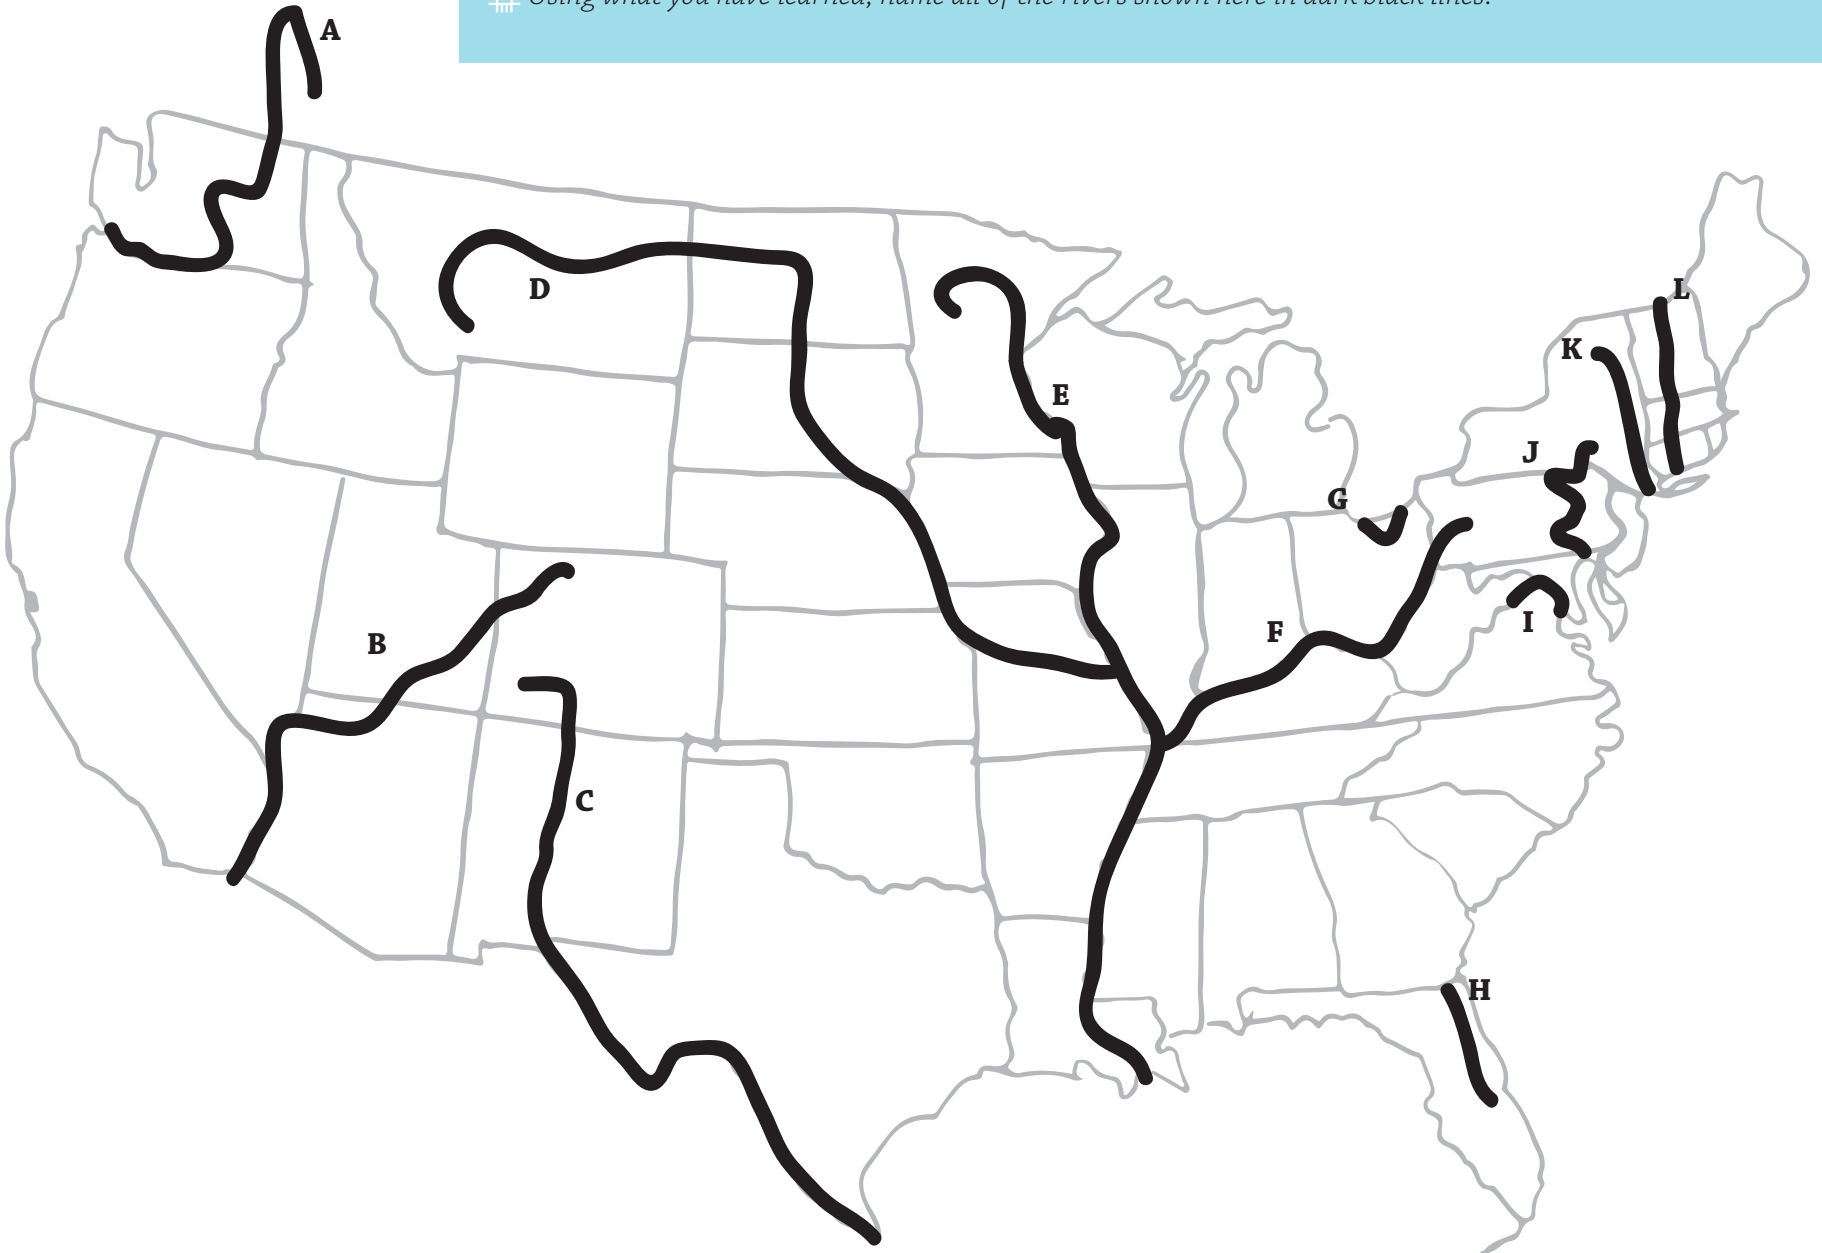 Using what you have learned, name all of the rivers shown here in dark black lines.
A
L
D
K
E
J
G
I
F
B
C
H